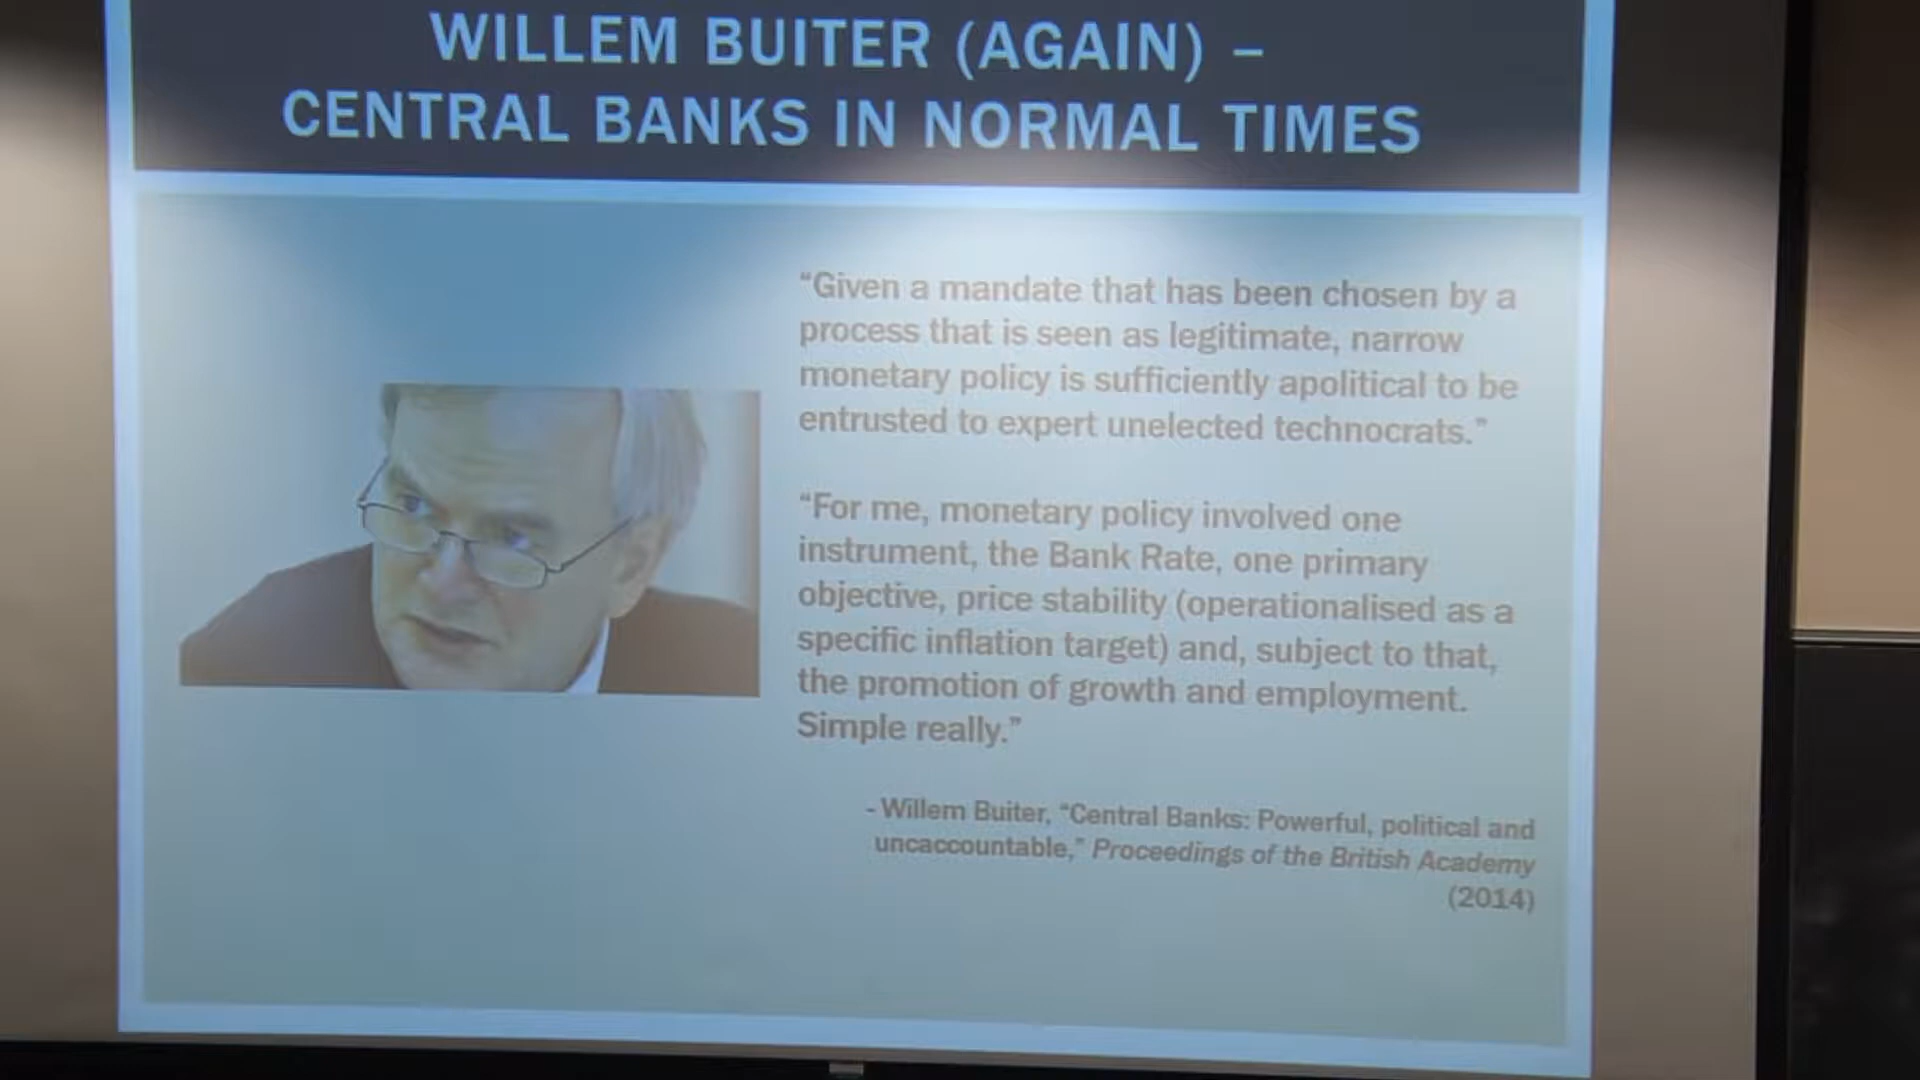 WILLEM BUITER (AGAIN) –
CENTRAL BANKS IN NORMAL TIMES
“Given a mandate that has been chosen by a
process that is seen as legitimate, narrow
monetary policy is sufficiently apolitical to be
entrusted to expert unelected technocrats.”
“For me, monetary policy involved one
instrument, the Bank Rate, one primary
objective, price stability (operationalised as a
specific inflation target) and, subject to that,
the promotion of growth and employment.
Simple really.”
- Willem Buiter, “Central Banks: Powerful, political and
uncaccountable,” Proceedings of the British Academy
(2014)